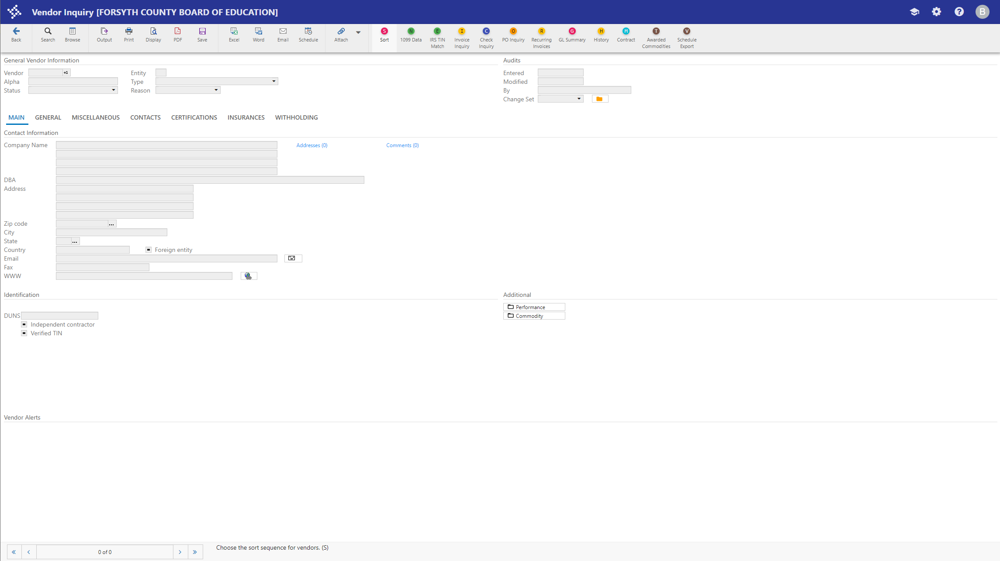 Vendor Inquiry [FORSYTH COUNTY BOARD OF EDUCATION]
B
Back
Search
Browse
Output
Print
Display
PDF
Save
Excel
Word
Email
Schedule
Attach
S
Sort
N
1099 Data
E
IRS TIN
Match
I
Invoice
Inquiry
C
Check
Inquiry
O
PO Inquiry
R
Recurring
Invoices
G
GL Summary
H
History
M
Contract
T
Awarded
Commodities
V
Schedule
Export
General Vendor Information
Audits
Vendor +1 Entity
Entered
Alpha Type
Modified
Status Reason
By
Change Set
MAIN GENERAL MISCELLANEOUS CONTACTS CERTIFICATIONS INSURANCES WITHHOLDING
Contact Information
Company Name Addresses (0) Comments (0)
DBA
Address
Zip code ...
City
State ...
Country Foreign entity
Email
Fax
WWW
Identification
Additional
Performance
DUNS
Commodity
Independent contractor
Verified TIN
Vendor Alerts
« ‹ 0 of 0 › » Choose the sort sequence for vendors. (S)